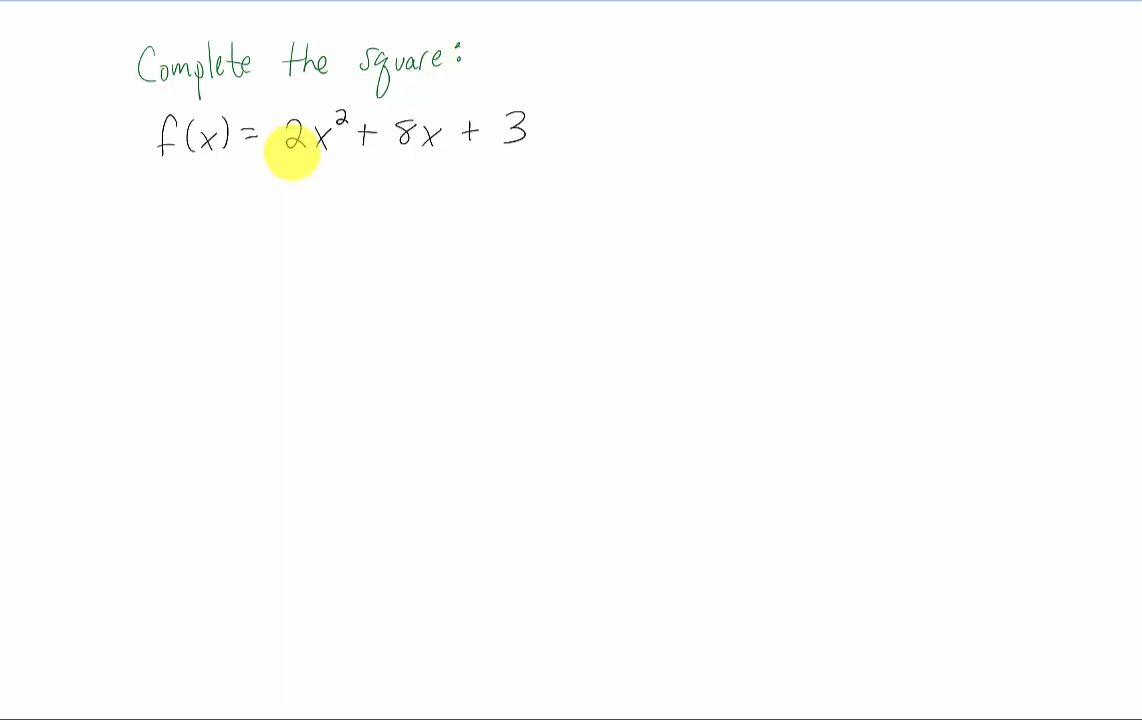 Complete the square:
f(x) = 2x² + 8x + 3